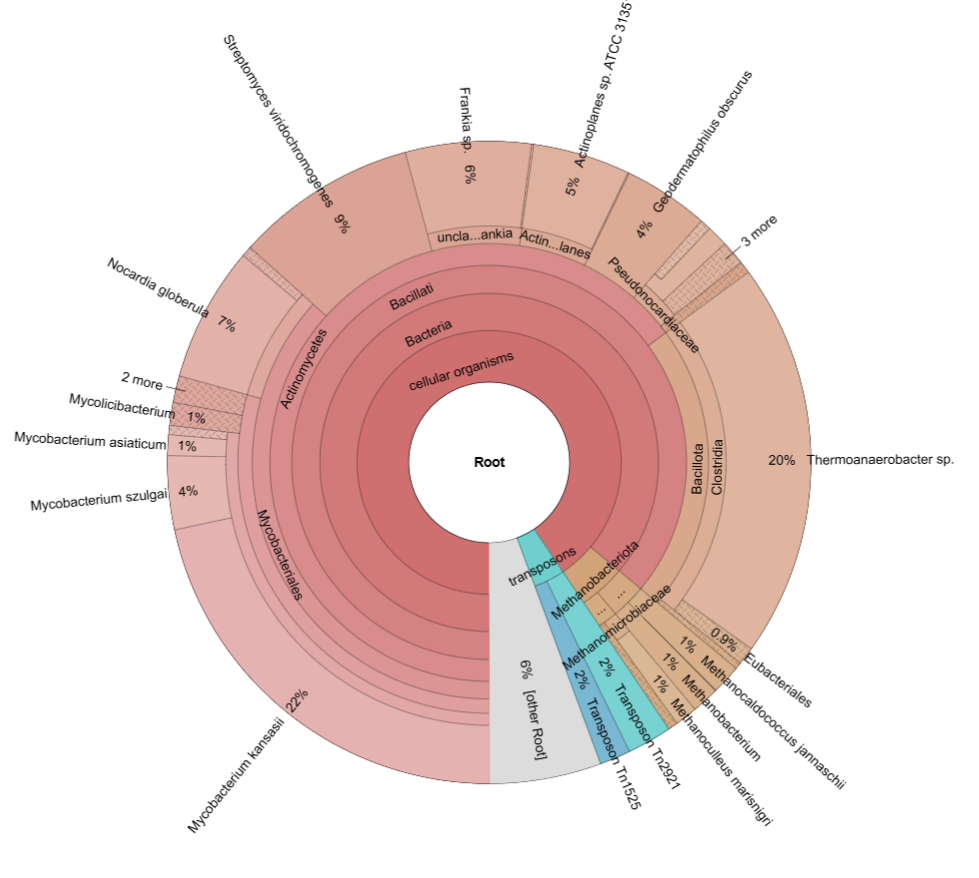 Actinoplanes sp. ATCC 3135
Streptomyces viridochromogenes
9%
Frankia sp.
6%
5%
Geodermatophilus obscurus
4%
3 more
uncla...ankia
Actin...lanes
Pseudonocardiaceae
Nocardia globerula
7%
Bacillati
Bacteria
cellular organisms
Actinomycetes
2 more
Mycolicibacterium
1%
Mycobacterium asiaticum
1%
Mycobacterium szulgai
4%
Root
Bacillota
Clostridia
20%
Thermoanaerobacter sp.
Mycobacteriales
transposons
Methanobacteriota
...
...
Methanomicrobiaceae
0.9%
Eubacteriales
1%
Methanocaldococcus jannaschii
1%
Methanobacterium
1%
Methanoculleus marisnigri
2%
Transposon Tn2921
2%
Transposon Tn1525
6%
[other Root]
22%
Mycobacterium kansasii